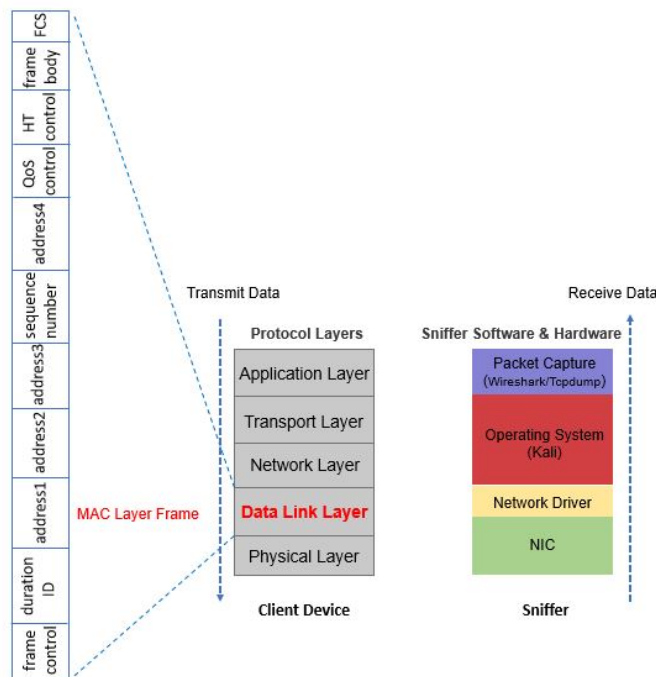 FCS
frame
body
HT
control
QoS
control
address4
sequence
number
address3
address2
address1
duration
ID
frame
control
MAC Layer Frame
Transmit Data
Protocol Layers
Application Layer
Transport Layer
Network Layer
Data Link Layer
Physical Layer
Client Device
Receive Data
Sniffer Software & Hardware
Packet Capture
(Wireshark/Tcpdump)
Operating System
(Kali)
Network Driver
NIC
Sniffer